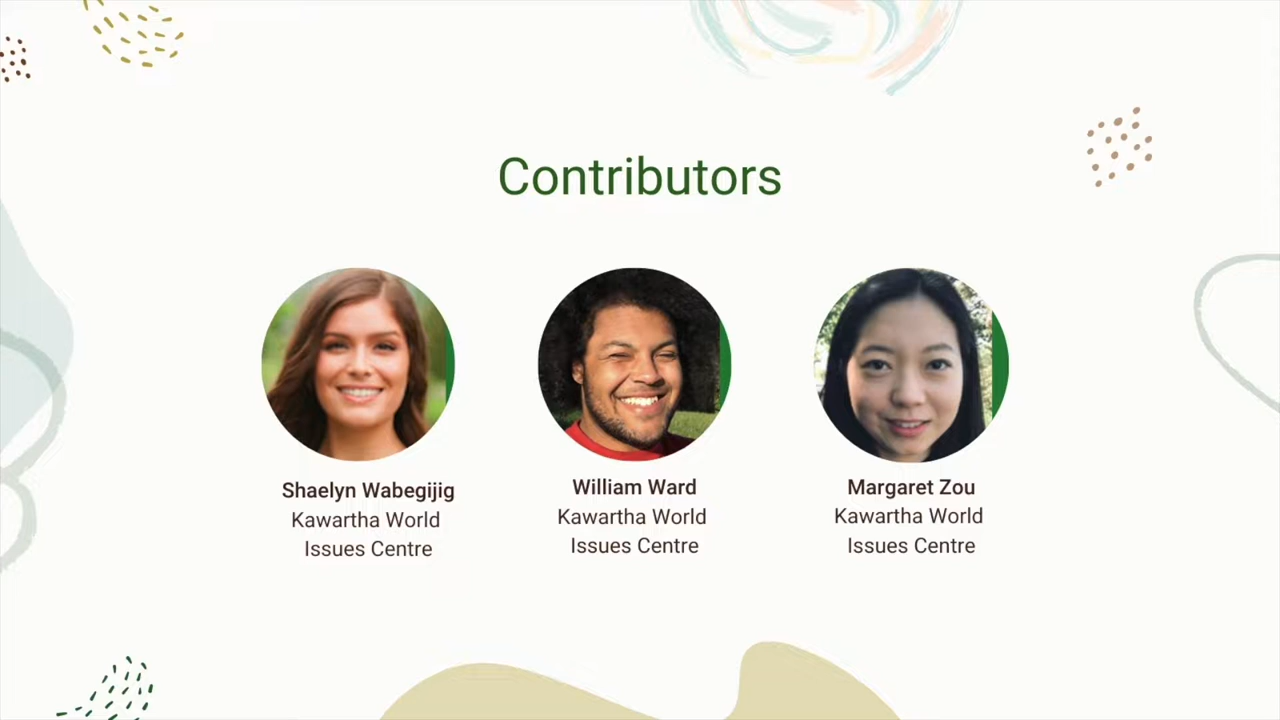 Contributors
Shaelyn Wabegijig
Kawartha World
Issues Centre
William Ward
Kawartha World
Issues Centre
Margaret Zou
Kawartha World
Issues Centre